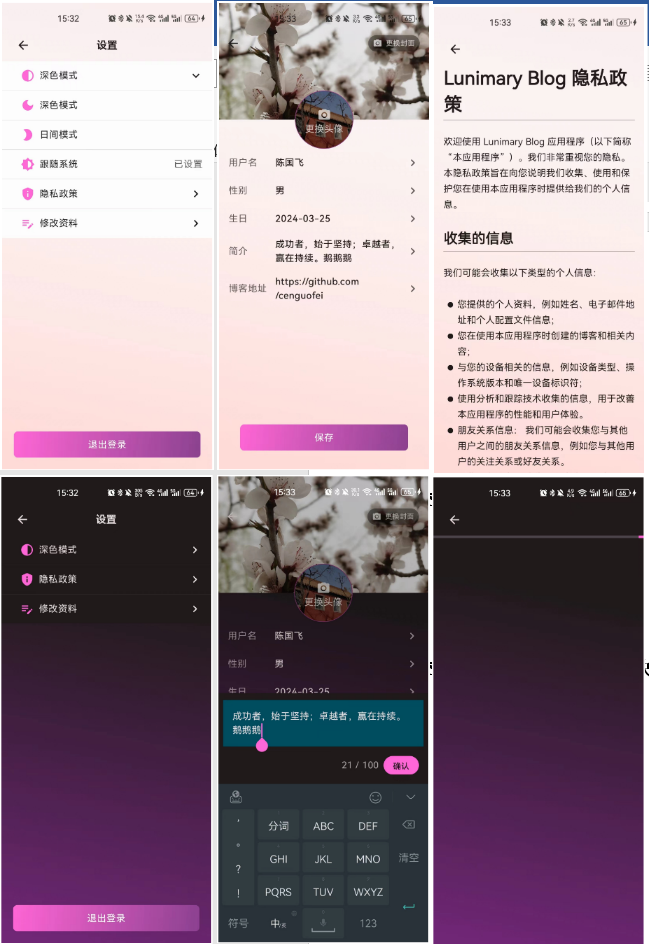 15:32
64
设置
深色模式
深色模式
日间模式
跟随系统
已设置
隐私政策
修改资料
退出登录
15:33
65
更换封面
更换头像
用户名
陈国飞
性别
男
生日
2024-03-25
简介
成功者，始于坚持；卓越者，
赢在持续。鹅鹅鹅
博客地址
https://github.com
/cenguofei
保存
15:33
65
Lunimary Blog 隐私政
策
欢迎使用 Lunimary Blog 应用程序（以下简称
“本应用程序”）。我们非常重视您的隐私。
本隐私政策旨在向您说明我们收集、使用和保
护您在使用本应用程序时提供给我们的个人信
息。
收集的信息
我们可能会收集以下类型的个人信息：
● 您提供的个人资料，例如姓名、电子邮件地
址和个人配置文件信息；
● 您在使用本应用程序时创建的博客和相关内
容；
● 与您的设备相关的信息，例如设备类型、操
作系统版本和唯一设备标识符；
● 使用分析和跟踪技术收集的信息，用于改善
本应用程序的性能和用户体验。
● 朋友关系信息： 我们可能会收集您与其他
用户之间的朋友关系信息，例如您与其他用
户的关注关系或好友关系。
15:32
64
设置
深色模式
隐私政策
修改资料
退出登录
15:33
65
更换封面
更换头像
用户名
陈国飞
性别
男
生日
2024-03-25
成功者，始于坚持；卓越者，赢在持续。
鹅鹅鹅
21 / 100
确认
分词
ABC
DEF
GHI
JKL
MNO
清空
?
PQRS
TUV
WXYZ
!
符号
中/英
123
15:33
65